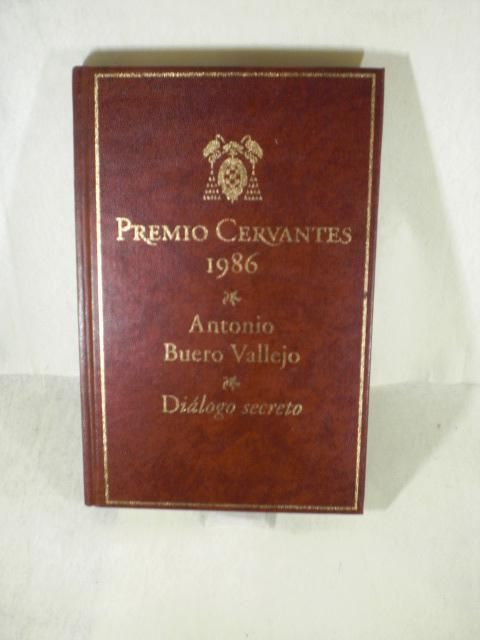 PREMIO CERVANTES
1986
Antonio
Buero Vallejo
Diálogo secreto